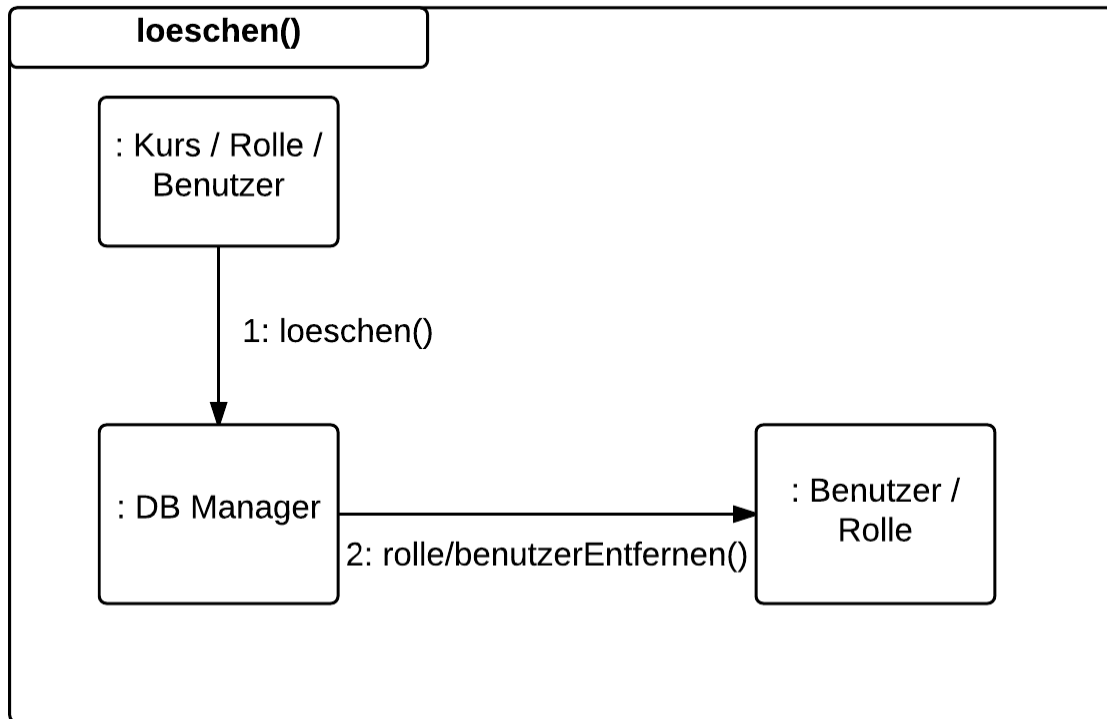 loeschen()
: Kurs / Rolle /
Benutzer
1: loeschen()
: DB Manager
2: rolle/benutzerEntfernen()
: Benutzer /
Rolle